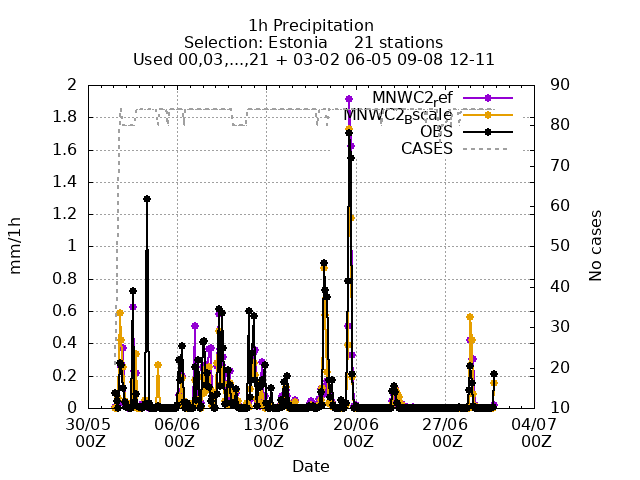 1h Precipitation
Selection: Estonia 21 stations
Used 00,03,...,21 + 03-02 06-05 09-08 12-11
2 90
1.8 80
1.6 70
1.4 60
1.2
1 50
0.8 40
0.6 30
0.4
0.2 20
0 10
MNWC2ref
MNWC2Bscale
OBS
CASES
mm/1h
No cases
30/05 06/06 13/06 20/06 27/06 04/07
00Z 00Z 00Z 00Z 00Z 00Z
Date